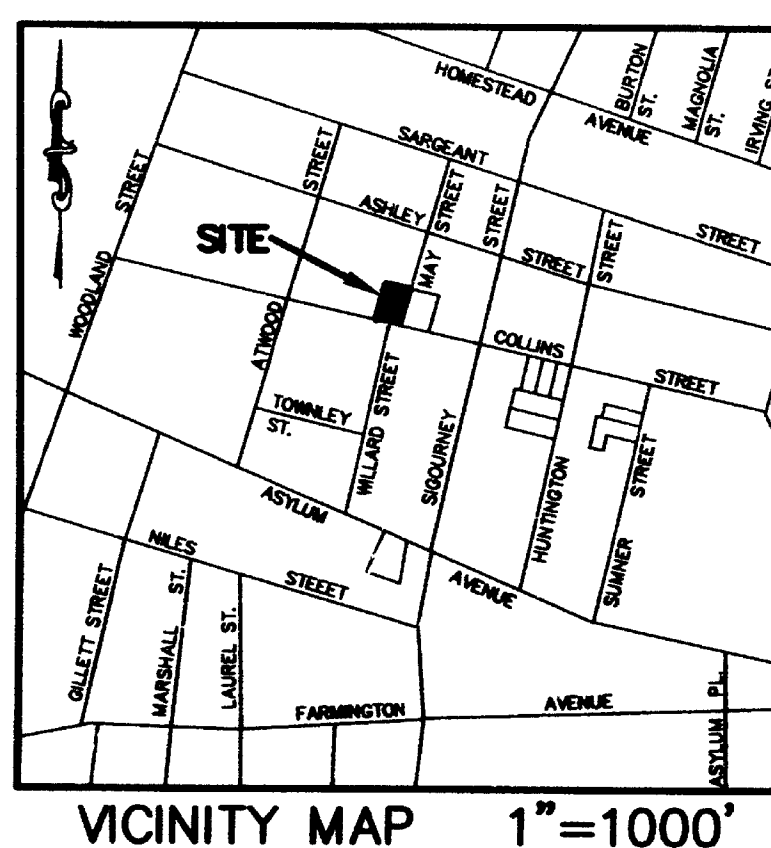 HOMESTEAD AVENUE
BURTON ST.
MAGNOLIA ST.
IRVING
SARGEANT STREET
STREET
ASHLEY STREET
STREET
STREET
STREET
STREET
SITE
MAY
WOODLAND
ATWOOD
COLLINS STREET
TOWNLEY
ST.
WILLARD STREET
SIGOURNEY
HUNTINGTON
SUMNER STREET
ASYLUM AVENUE
NILES STEEET
GILLETT STREET
MARSHALL ST.
LAUREL ST.
FARMINGTON AVENUE
ASYLUM PL.
VICINITY MAP 1"=1000'